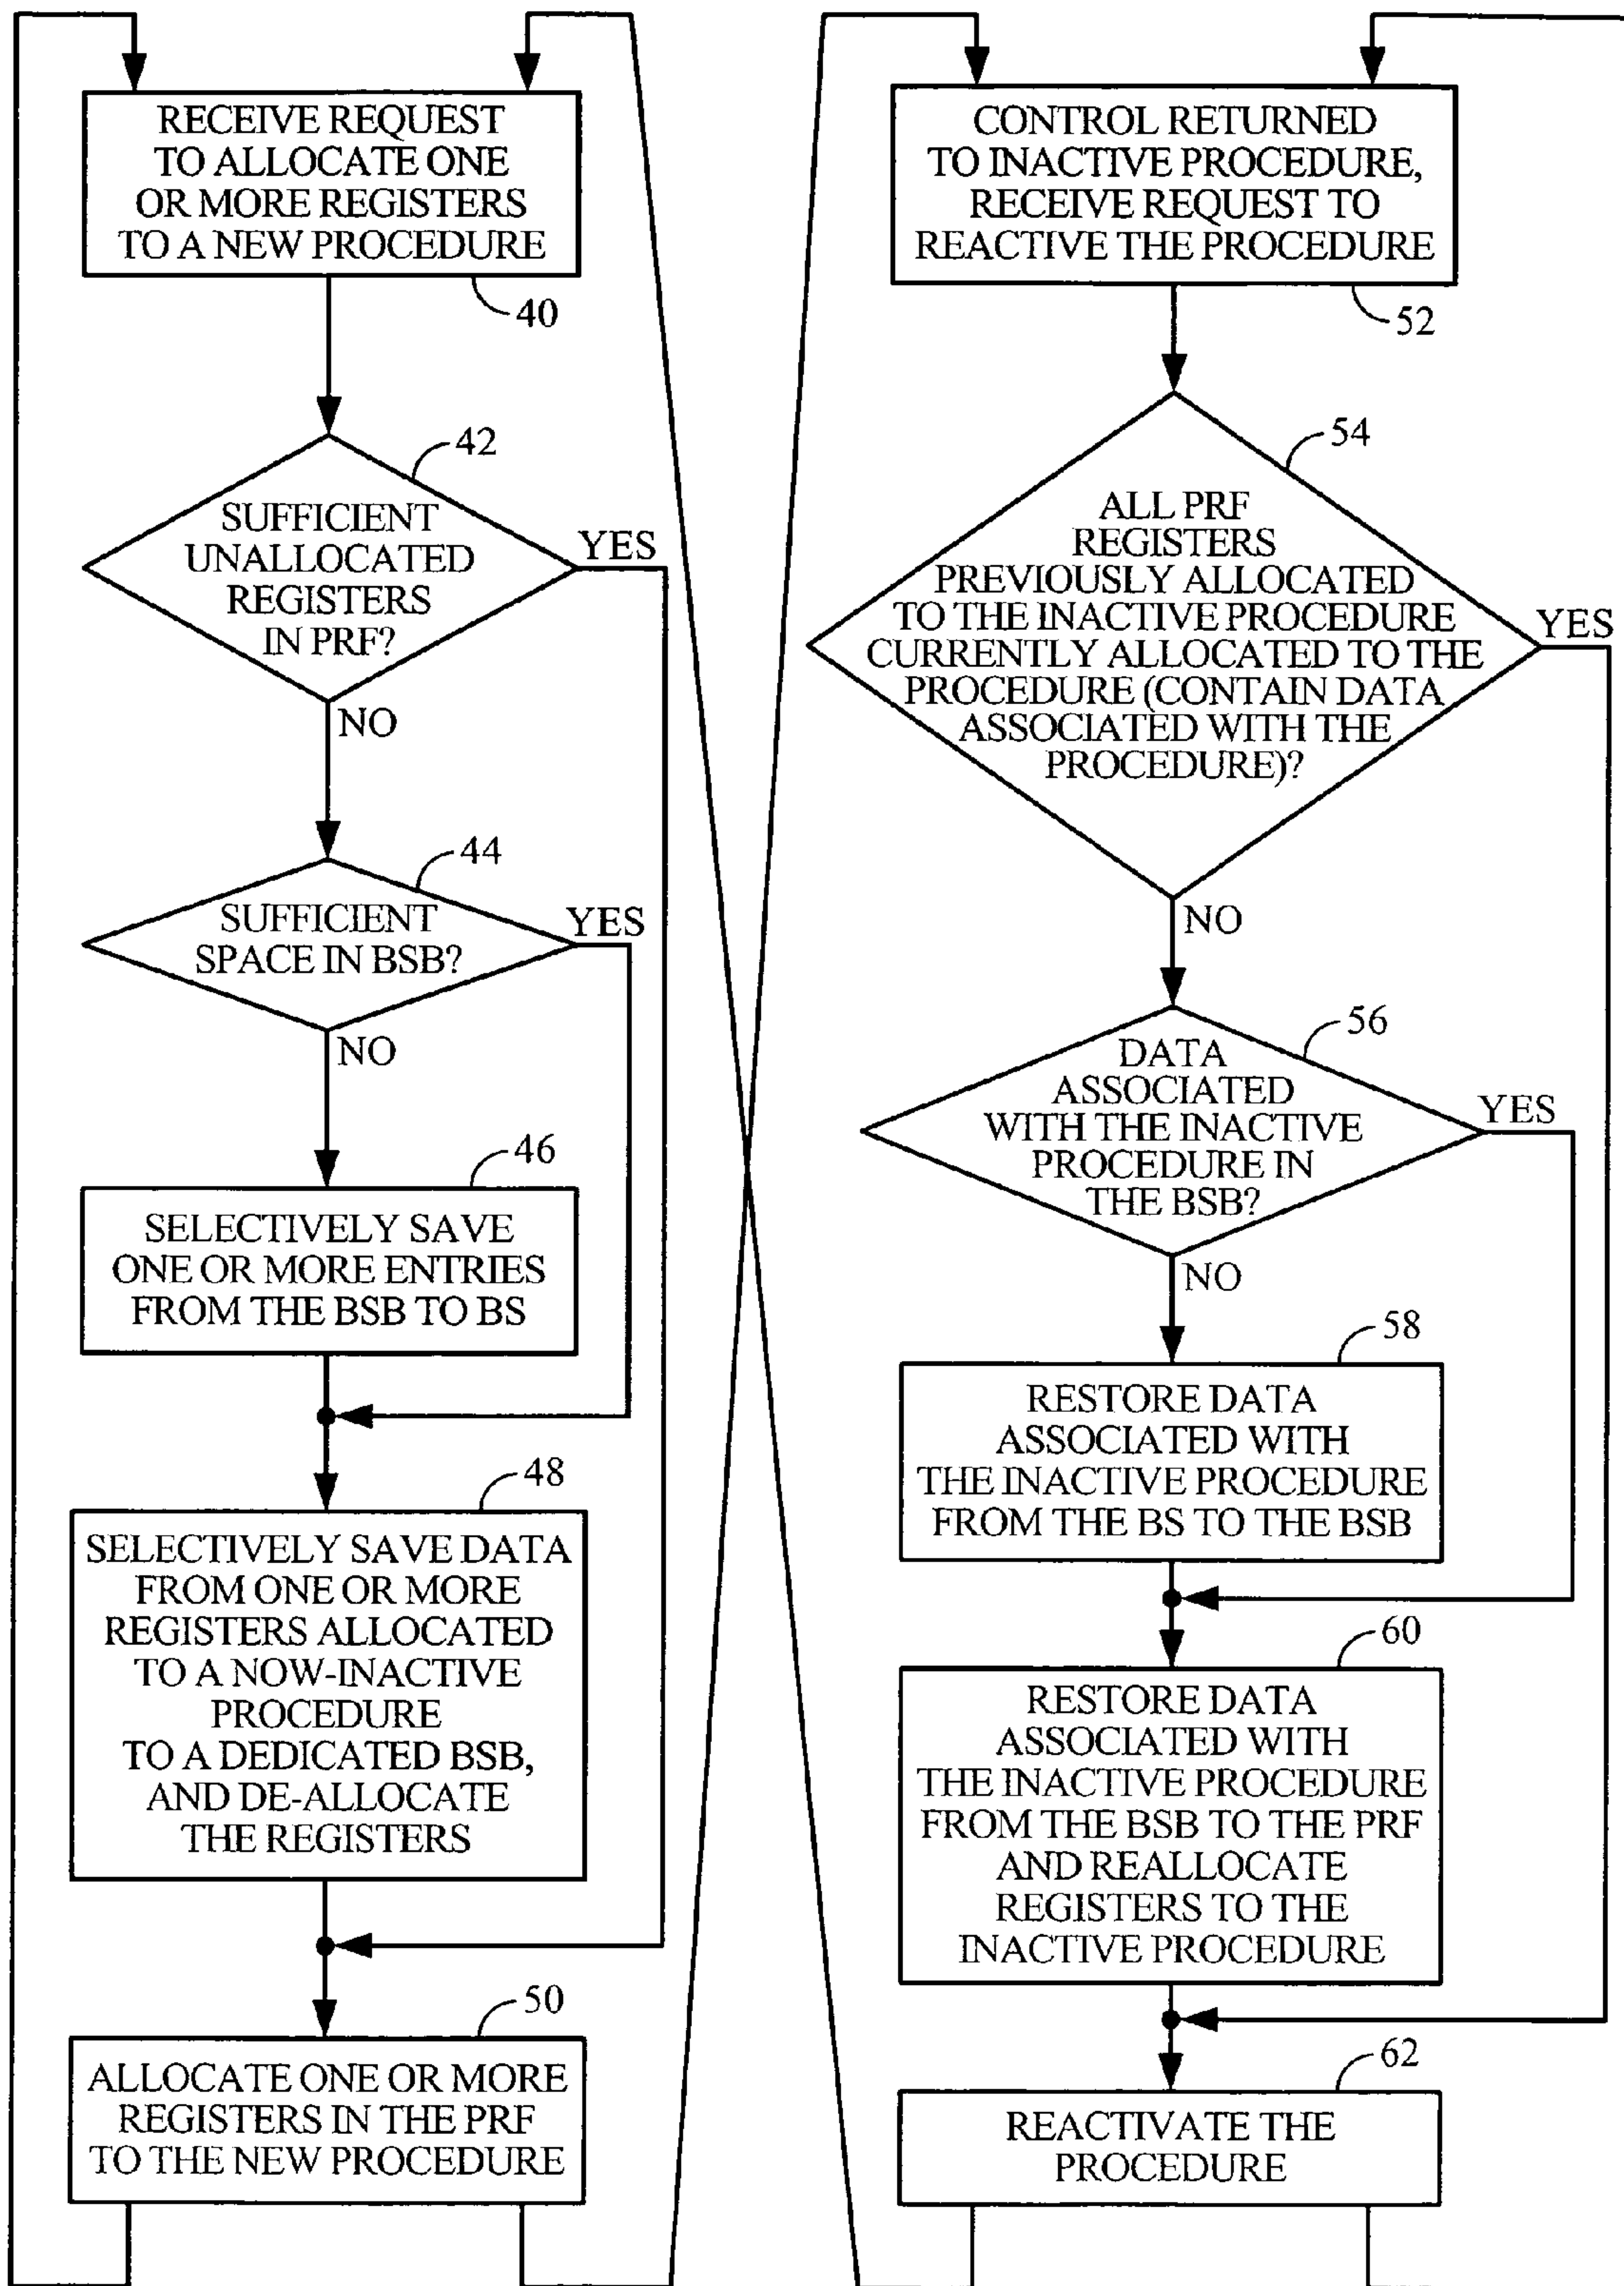 RECEIVE REQUEST
TO ALLOCATE ONE
OR MORE REGISTERS
TO A NEW PROCEDURE
40
42
SUFFICIENT
UNALLOCATED
REGISTERS
IN PRF?
YES
NO
44
SUFFICIENT
SPACE IN BSB?
YES
NO
46
SELECTIVELY SAVE
ONE OR MORE ENTRIES
FROM THE BSB TO BS
48
SELECTIVELY SAVE DATA
FROM ONE OR MORE
REGISTERS ALLOCATED
TO A NOW-INACTIVE
PROCEDURE
TO A DEDICATED BSB,
AND DE-ALLOCATE
THE REGISTERS
50
ALLOCATE ONE OR MORE
REGISTERS IN THE PRF
TO THE NEW PROCEDURE
CONTROL RETURNED
TO INACTIVE PROCEDURE,
RECEIVE REQUEST TO
REACTIVE THE PROCEDURE
52
54
ALL PRF
REGISTERS
PREVIOUSLY ALLOCATED
TO THE INACTIVE PROCEDURE
CURRENTLY ALLOCATED TO THE
PROCEDURE (CONTAIN DATA
ASSOCIATED WITH THE
PROCEDURE)?
YES
NO
56
DATA
ASSOCIATED
WITH THE INACTIVE
PROCEDURE IN
THE BSB?
YES
NO
58
RESTORE DATA
ASSOCIATED WITH
THE INACTIVE PROCEDURE
FROM THE BS TO THE BSB
60
RESTORE DATA
ASSOCIATED WITH
THE INACTIVE PROCEDURE
FROM THE BSB TO THE PRF
AND REALLOCATE
REGISTERS TO THE
INACTIVE PROCEDURE
62
REACTIVATE THE
PROCEDURE